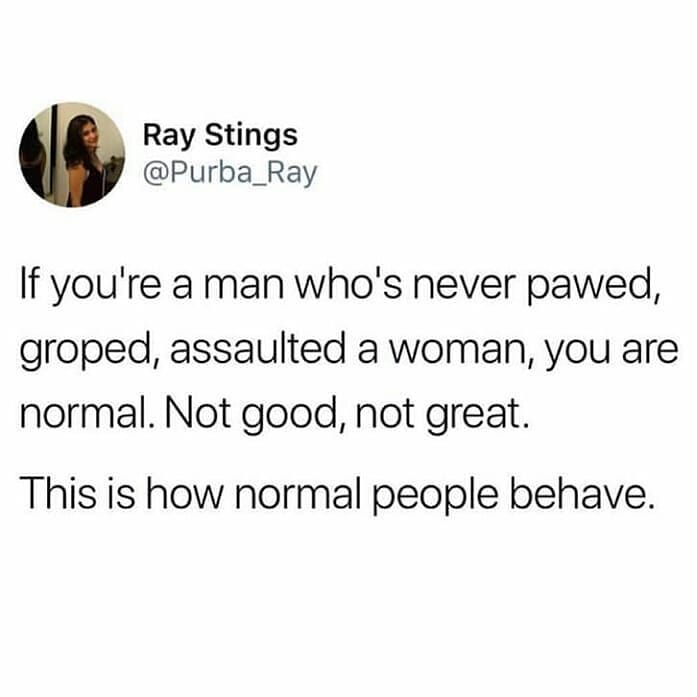 Ray Stings
@Purba_Ray
If you're a man who's never pawed,
groped, assaulted a woman, you are
normal. Not good, not great.
This is how normal people behave.